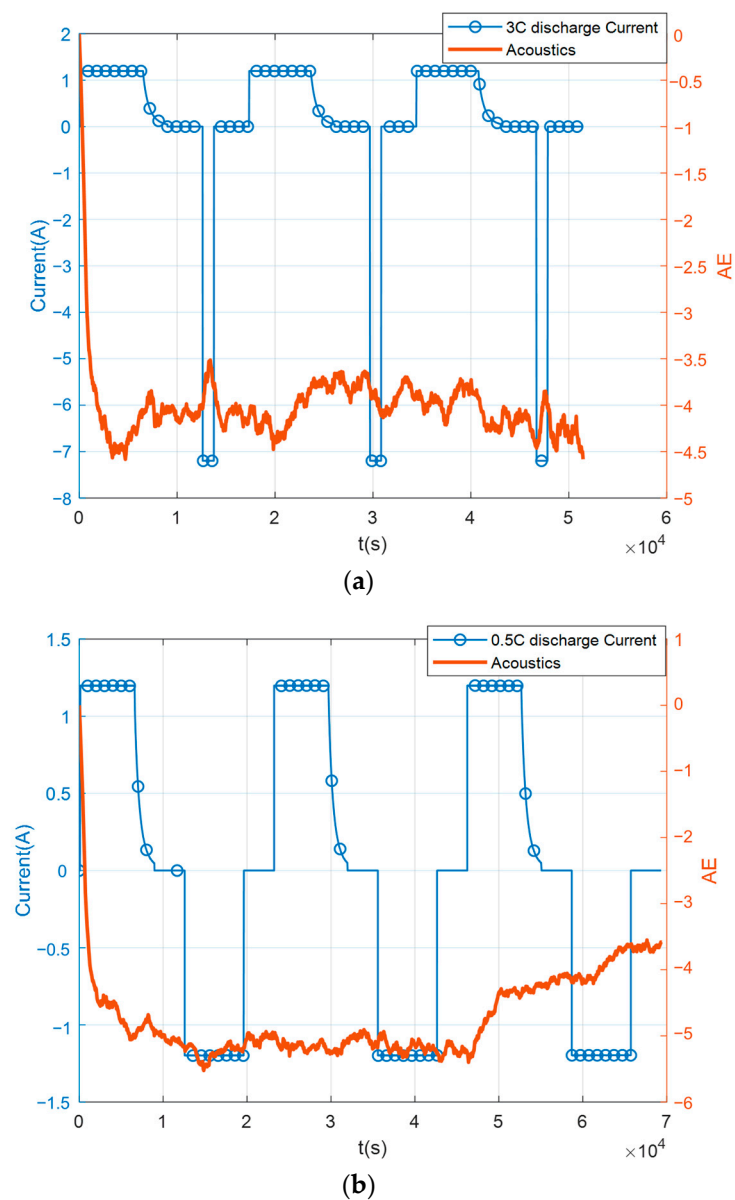 3C discharge Current
Acoustics
2
1
0
−1
−2
−3
−4
−5
−6
−7
−8
Current(A)
0
−0.5
−1
−1.5
−2
−2.5
−3
−3.5
−4
−4.5
−5
AE
0 1 2 3 4 5 6
t(s)
×10^4
(a)
0.5C discharge Current
Acoustics
1.5
1
0.5
0
−0.5
−1
−1.5
Current(A)
1
0
−1
−2
−3
−4
−5
−6
AE
0 1 2 3 4 5 6 7
t(s)
×10^4
(b)